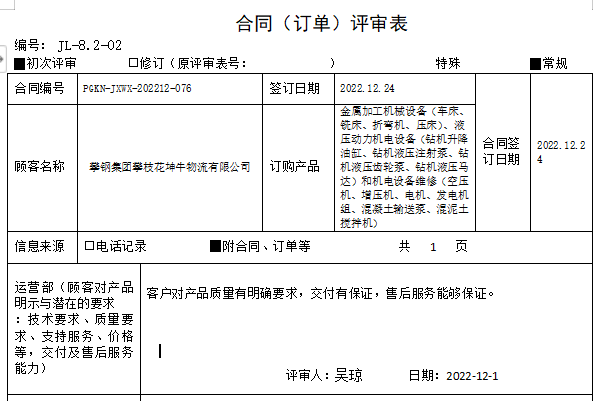 合同（订单）评审表
编号： JL-8.2-02
■初次评审 □修订（原评审表号： ） 特殊 ■常规
合同编号 PGKN-JXWX-202212-076 签订日期 2022.12.24
顾客名称 攀钢集团攀枝花坤牛物流有限公司 订购产品
金属加工机械设备（车床、
铣床、折弯机、压床）、液
压动力机电设备（钻机升降
油缸、钻机液压注射泵、钻
机液压齿轮泵、钻机液压马
达）和机电设备维修（空压
机、增压机、电机、发电机
组、混凝土输送泵、混泥土
搅拌机）
合同签
订日期
2022.12.2
4
信息来源 □电话记录 ■附合同、订单等 共 1 页
运营部（顾客对产品
明示与潜在的要求
：技术要求、质量要
求、支持服务、价格
等，交付及售后服务
能力）
客户对产品质量有明确要求，交付有保证，售后服务能够保证。
评审人：吴琼 日期：2022-12-1